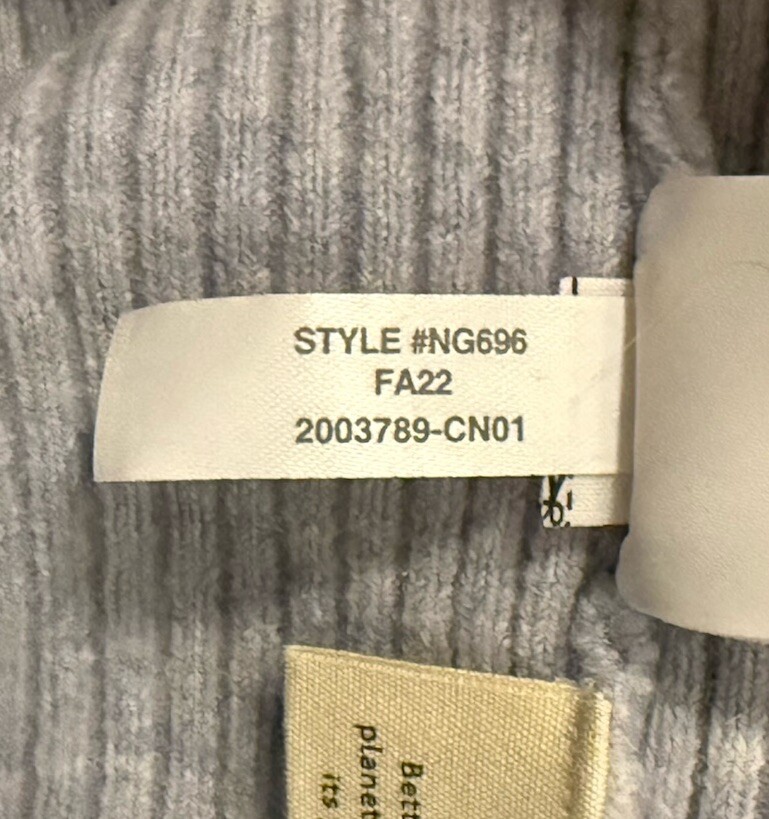 STYLE #NG696
FA22
2003789-CN01
Bett
planet
its